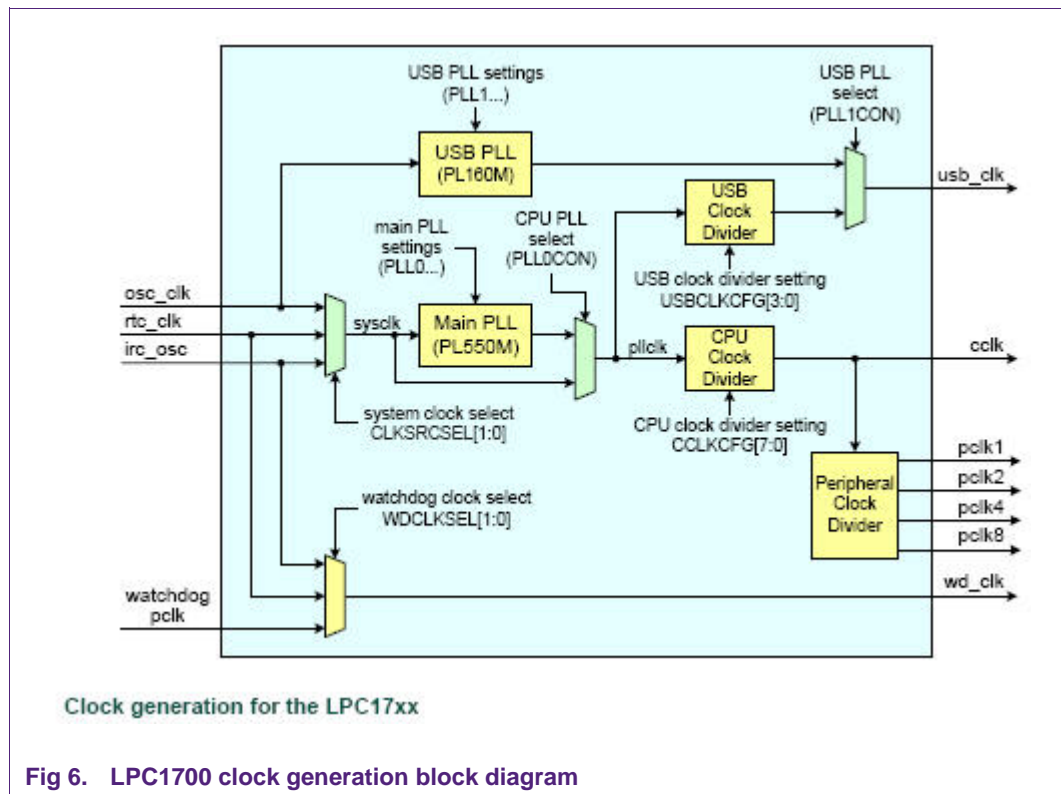 USB PLL settings
(PLL1...)
USB PLL
select
(PLL1CON)
USB PLL
(PL160M)
usb_clk
USB
Clock
Divider
main PLL
settings
(PLL0...)
CPU PLL
select
(PLL0CON)
USB clock divider setting
USBCLKCFG[3:0]
osc_clk
rtc_clk
irc_osc
sysclk
Main PLL
(PL550M)
pllclk
CPU
Clock
Divider
cclk
system clock select
CLKSRCSEL[1:0]
CPU clock divider setting
CCLKCFG[7:0]
Peripheral
Clock
Divider
pclk1
pclk2
pclk4
pclk8
watchdog clock select
WDCLKSEL[1:0]
watchdog
pclk
wd_clk
Clock generation for the LPC17xx
Fig 6. LPC1700 clock generation block diagram